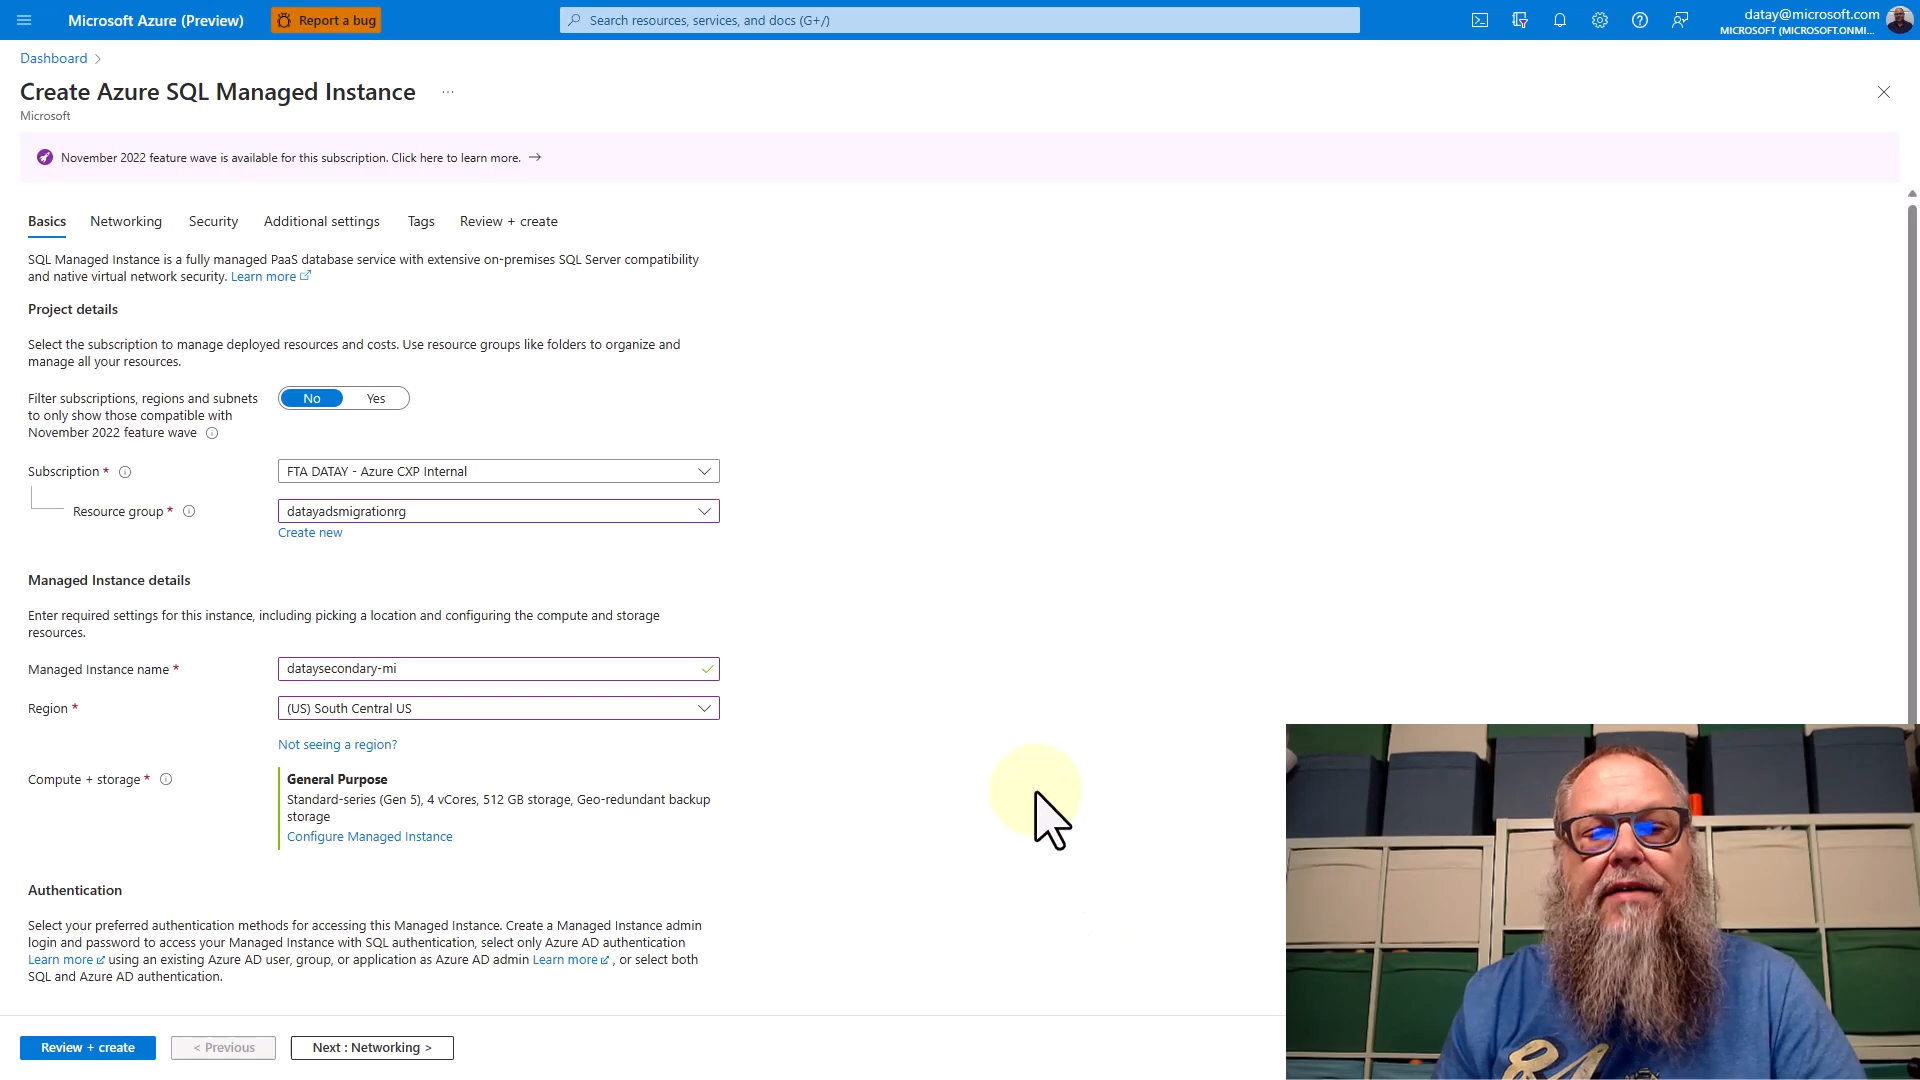 Microsoft Azure (Preview)
Report a bug
Search resources, services, and docs (G+/)
datay@microsoft.com
MICROSOFT (MICROSOFT.ONMI...
Dashboard
Create Azure SQL Managed Instance
...
Microsoft
November 2022 feature wave is available for this subscription. Click here to learn more.
Basics
Networking
Security
Additional settings
Tags
Review + create
SQL Managed Instance is a fully managed PaaS database service with extensive on-premises SQL Server compatibility
and native virtual network security. Learn more
Project details
Select the subscription to manage deployed resources and costs. Use resource groups like folders to organize and
manage all your resources.
Filter subscriptions, regions and subnets
to only show those compatible with
November 2022 feature wave
No
Yes
Subscription *
FTA DATAY - Azure CXP Internal
Resource group *
datayadsmigrationrg
Create new
Managed Instance details
Enter required settings for this instance, including picking a location and configuring the compute and storage
resources.
Managed Instance name *
dataysecondary-mi
Region *
(US) South Central US
Not seeing a region?
Compute + storage *
General Purpose
Standard-series (Gen 5), 4 vCores, 512 GB storage, Geo-redundant backup
storage
Configure Managed Instance
Authentication
Select your preferred authentication methods for accessing this Managed Instance. Create a Managed Instance admin
login and password to access your Managed Instance with SQL authentication, select only Azure AD authentication
Learn more using an existing Azure AD user, group, or application as Azure AD admin Learn more , or select both
SQL and Azure AD authentication.
Review + create
< Previous
Next : Networking >